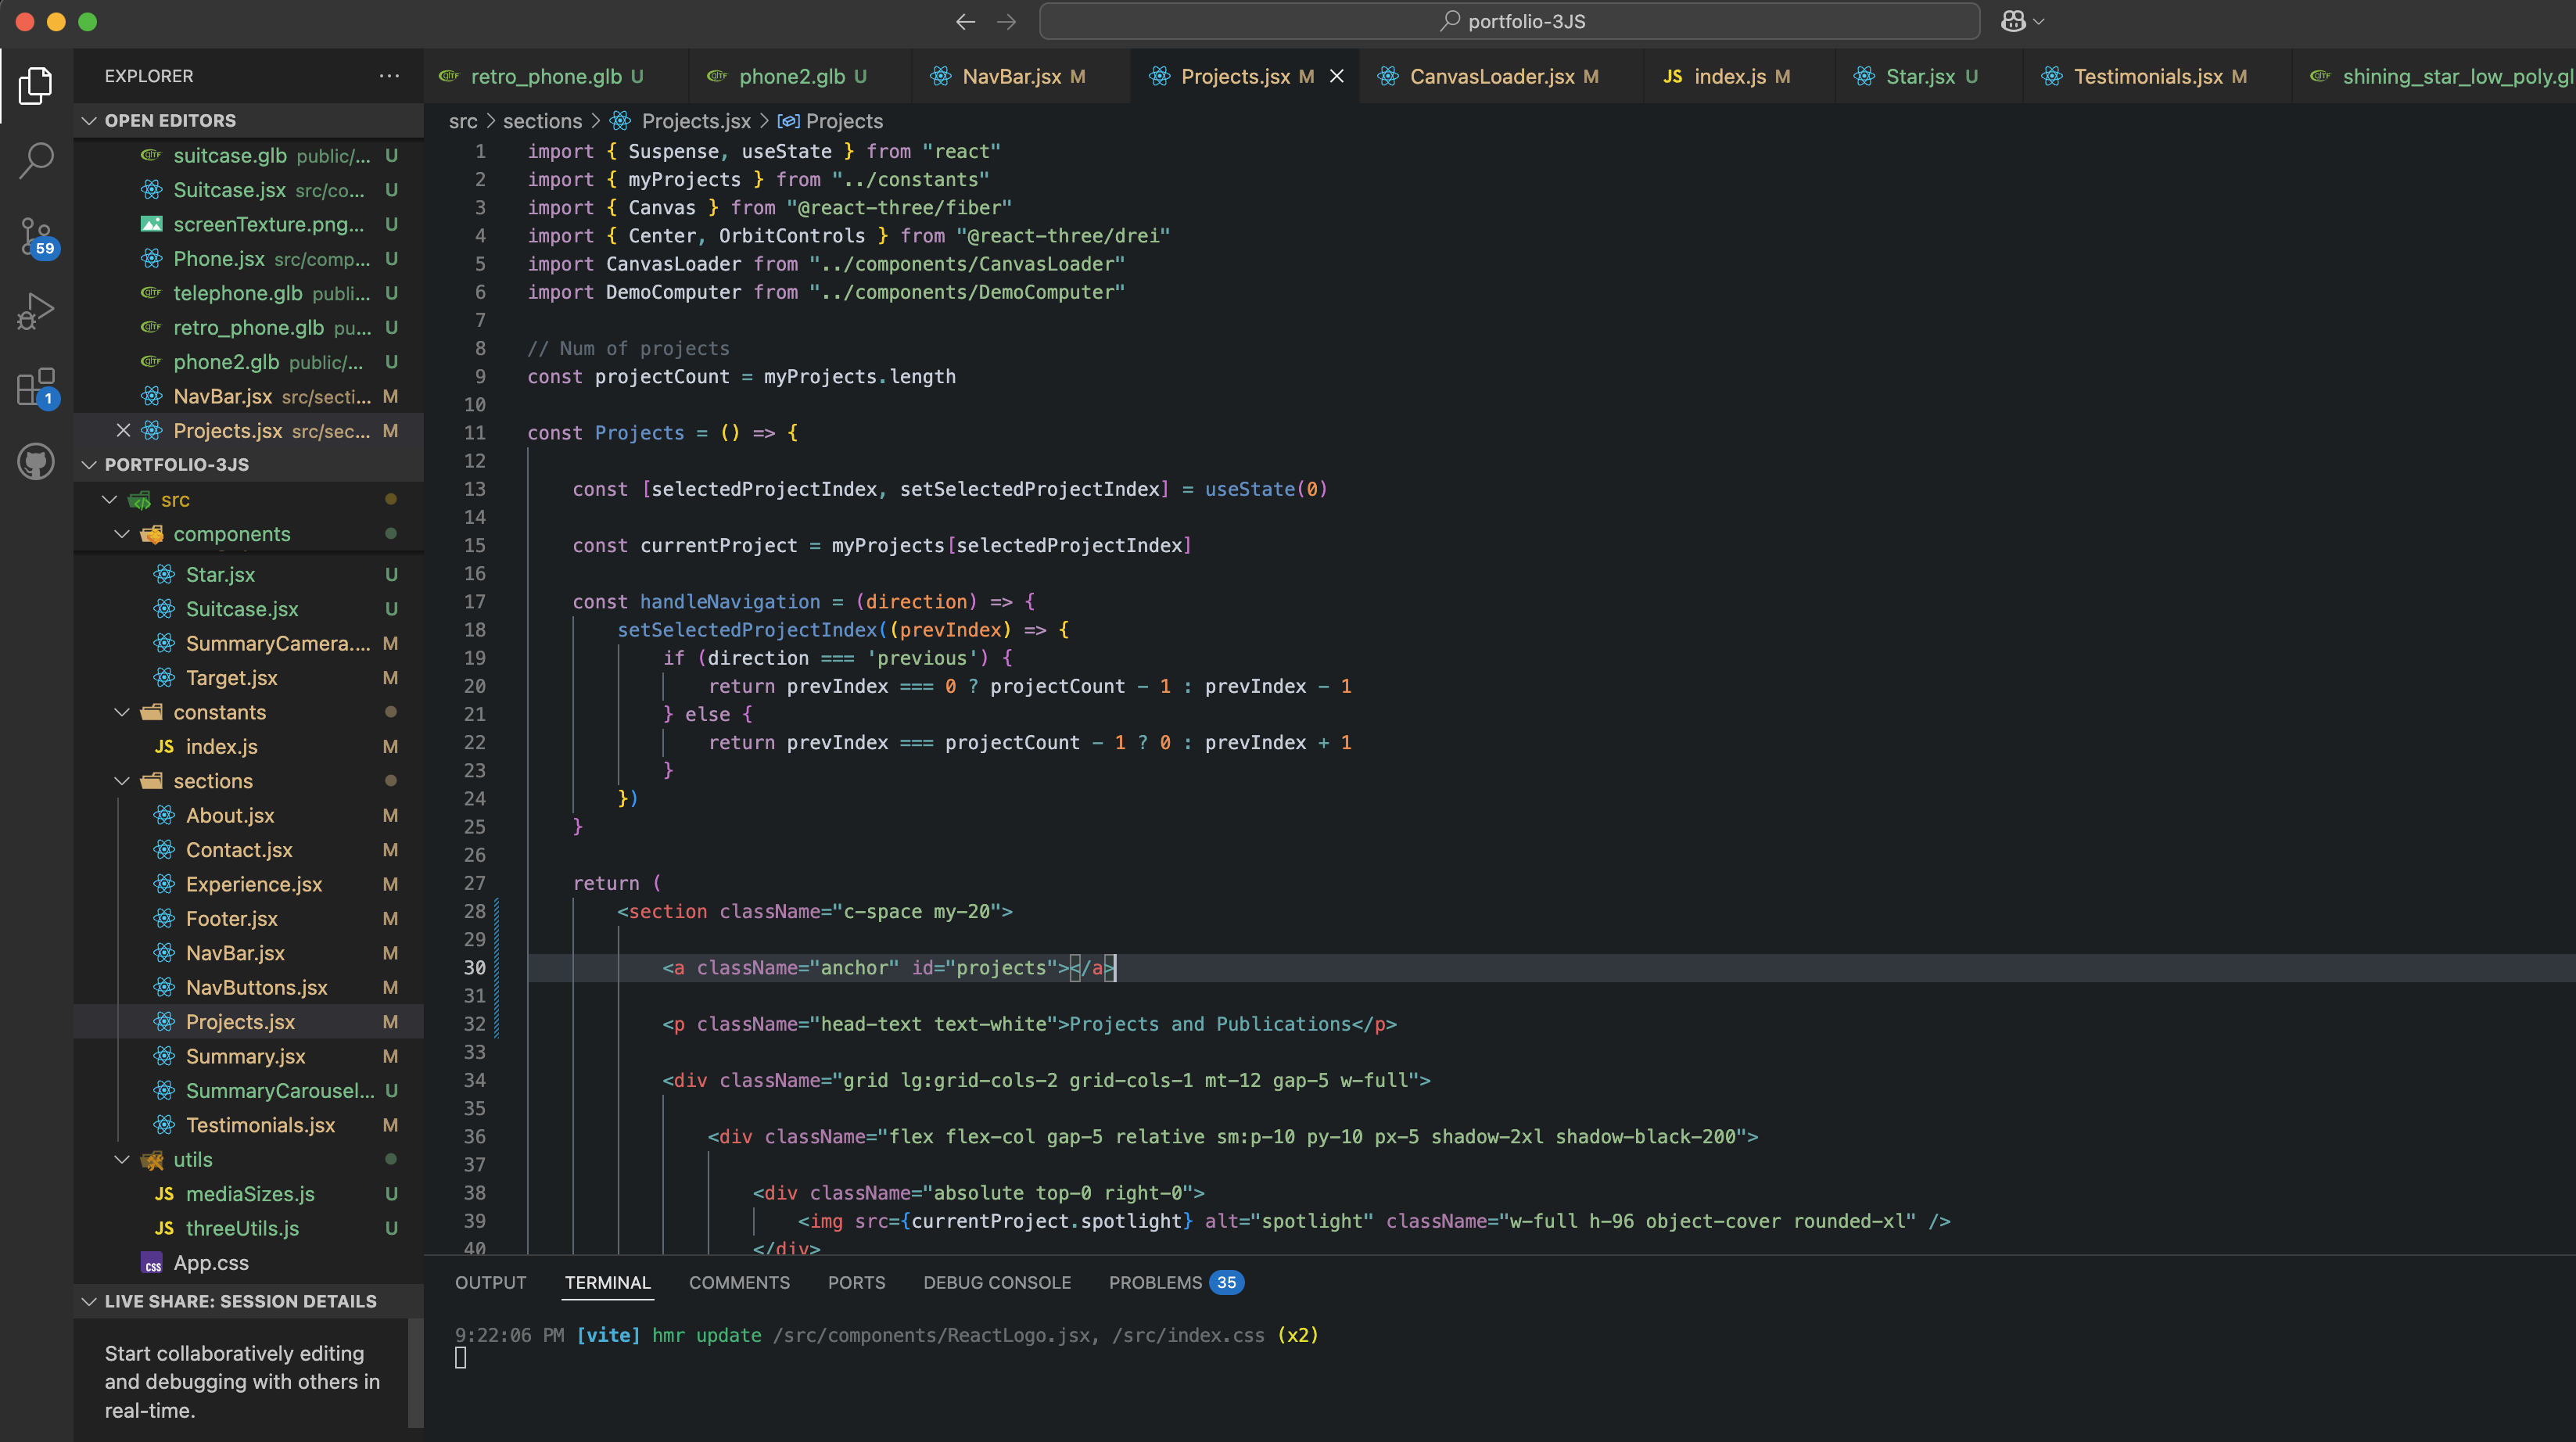 portfolio-3JS
EXPLORER
retro_phone.glb U
phone2.glb U
NavBar.jsx M
Projects.jsx M
CanvasLoader.jsx M
JS index.js M
Star.jsx U
Testimonials.jsx M
shining_star_low_poly.gl
OPEN EDITORS
suitcase.glb public/... U
Suitcase.jsx src/co... U
screenTexture.png... U
Phone.jsx src/comp... U
telephone.glb publi... U
retro_phone.glb pu... U
phone2.glb public/... U
NavBar.jsx src/secti... M
Projects.jsx src/sec... M
59
1
PORTFOLIO-3JS
src
components
Star.jsx U
Suitcase.jsx U
SummaryCamera.... M
Target.jsx M
constants
JS index.js M
sections
About.jsx M
Contact.jsx M
Experience.jsx M
Footer.jsx M
NavBar.jsx M
NavButtons.jsx M
Projects.jsx M
Summary.jsx M
SummaryCarousel... U
Testimonials.jsx M
utils
JS mediaSizes.js U
JS threeUtils.js U
css App.css
LIVE SHARE: SESSION DETAILS
Start collaboratively editing
and debugging with others in
real-time.
src > sections > Projects.jsx > Projects
1 import { Suspense, useState } from "react"
2 import { myProjects } from "../constants"
3 import { Canvas } from "@react-three/fiber"
4 import { Center, OrbitControls } from "@react-three/drei"
5 import CanvasLoader from "../components/CanvasLoader"
6 import DemoComputer from "../components/DemoComputer"
7
8 // Num of projects
9 const projectCount = myProjects.length
10
11 const Projects = () => {
12
13 const [selectedProjectIndex, setSelectedProjectIndex] = useState(0)
14
15 const currentProject = myProjects[selectedProjectIndex]
16
17 const handleNavigation = (direction) => {
18 setSelectedProjectIndex((prevIndex) => {
19 if (direction === 'previous') {
20 return prevIndex === 0 ? projectCount - 1 : prevIndex - 1
21 } else {
22 return prevIndex === projectCount - 1 ? 0 : prevIndex + 1
23 }
24 })
25 }
26
27 return (
28 <section className="c-space my-20">
29
30 <a className="anchor" id="projects"></a>
31
32 <p className="head-text text-white">Projects and Publications</p>
33
34 <div className="grid lg:grid-cols-2 grid-cols-1 mt-12 gap-5 w-full">
35
36 <div className="flex flex-col gap-5 relative sm:p-10 py-10 px-5 shadow-2xl shadow-black-200">
37
38 <div className="absolute top-0 right-0">
39 <img src={currentProject.spotlight} alt="spotlight" className="w-full h-96 object-cover rounded-xl" />
40 </div>
OUTPUT TERMINAL COMMENTS PORTS DEBUG CONSOLE PROBLEMS 35
9:22:06 PM [vite] hmr update /src/components/ReactLogo.jsx, /src/index.css (x2)